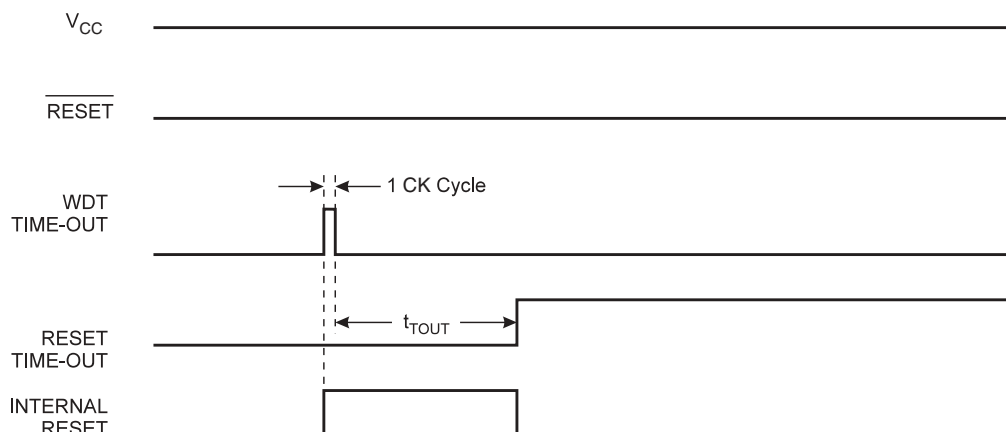 VCC
RESET
1 CK Cycle
WDT
TIME-OUT
tTOUT
RESET
TIME-OUT
INTERNAL
RESET